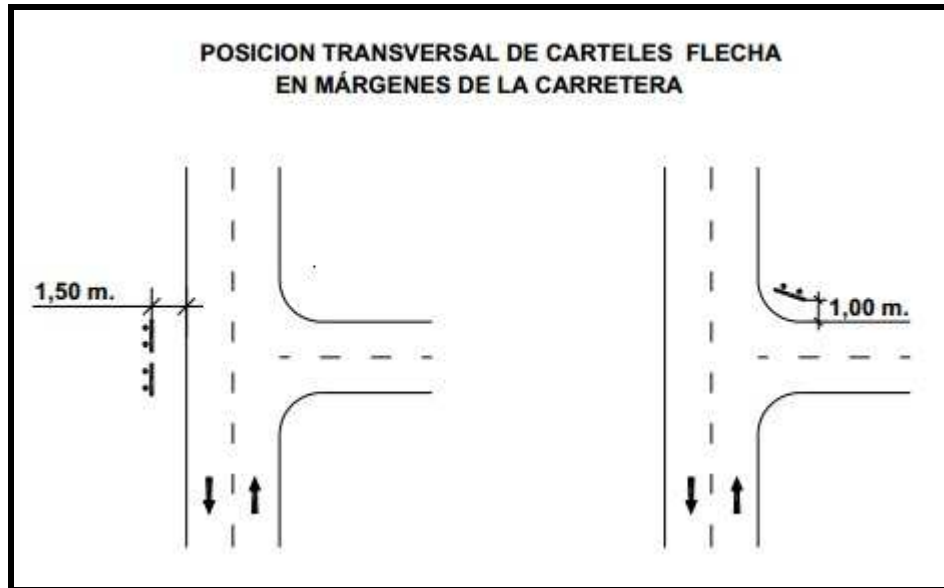 POSICION TRANSVERSAL DE CARTELES FLECHA
EN MÁRGENES DE LA CARRETERA
1,50 m.
1,00 m.